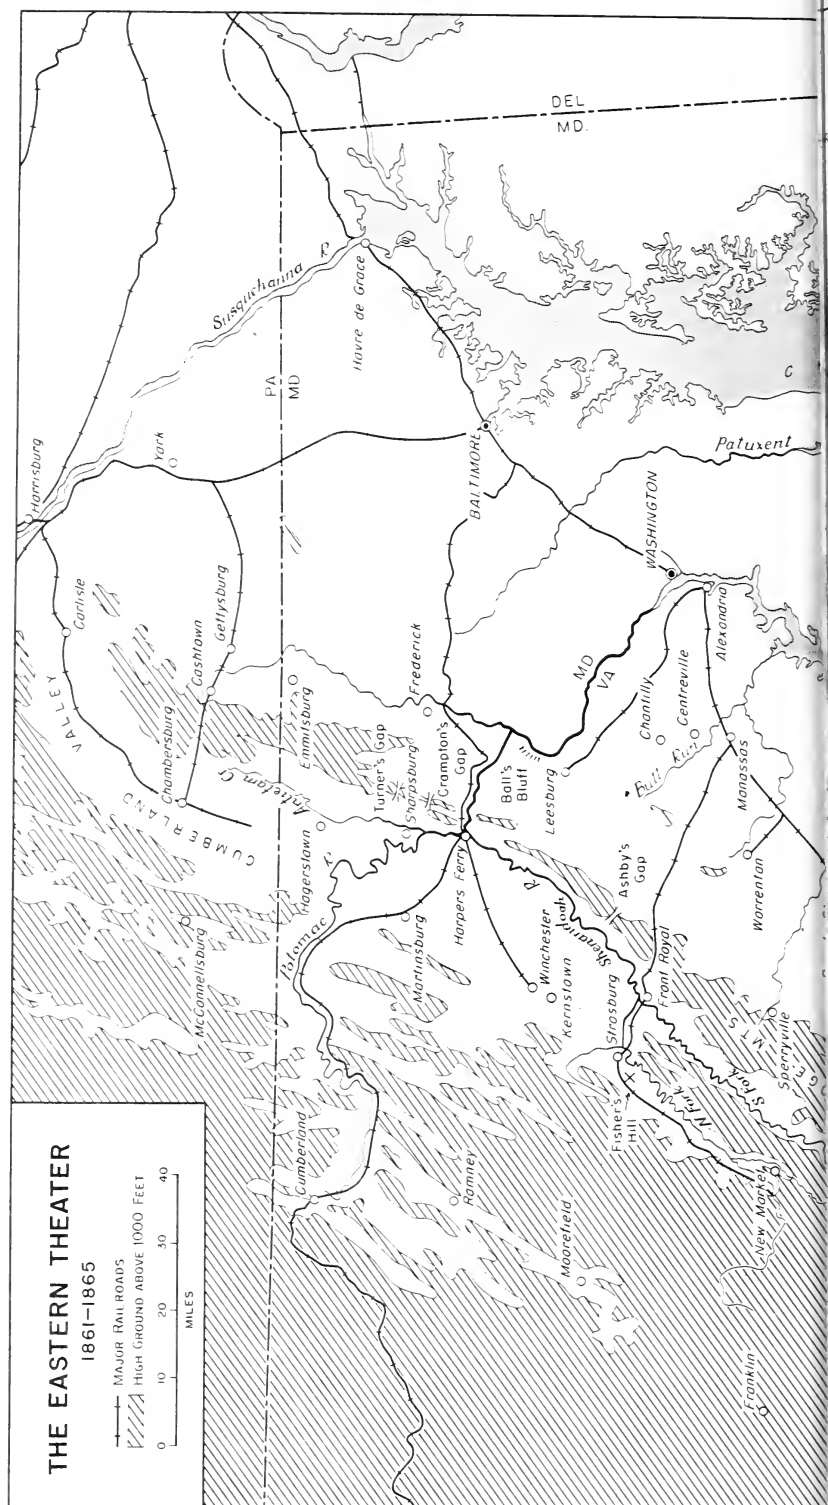 THE EASTERN THEATER
1861–1865
MAJOR RAILROADS
HIGH GROUND ABOVE 1000 FEET
0 10 20 30 40
MILES
Harrisburg
Carlisle
York
Susquehanna R.
Havre de Grace
DEL
MD.
PA
MD
CUMBERLAND VALLEY
Chambersburg
Cashtown
Gettysburg
McConnellsburg
Emmitsburg
Antietam Cr
Hagerstown
Potomac R.
Turner's Gap
Sharpsburg
Crampton's
Gap
Frederick
BALTIMORE
Patuxent
C
WASHINGTON
Alexandria
MD
VA
Ball's
Bluff
Leesburg
Chantilly
Centreville
Bull Run
Manassas
Warrenton
Harpers Ferry
Martinsburg
Winchester
Kernstown
Shenandoah R.
Ashby's
Gap
Front Royal
Strasburg
Fisher's
Hill
N Fork
S Fork
Sperryville
MTS
G E
New Market
Cumberland
Romney
Moorefield
Franklin